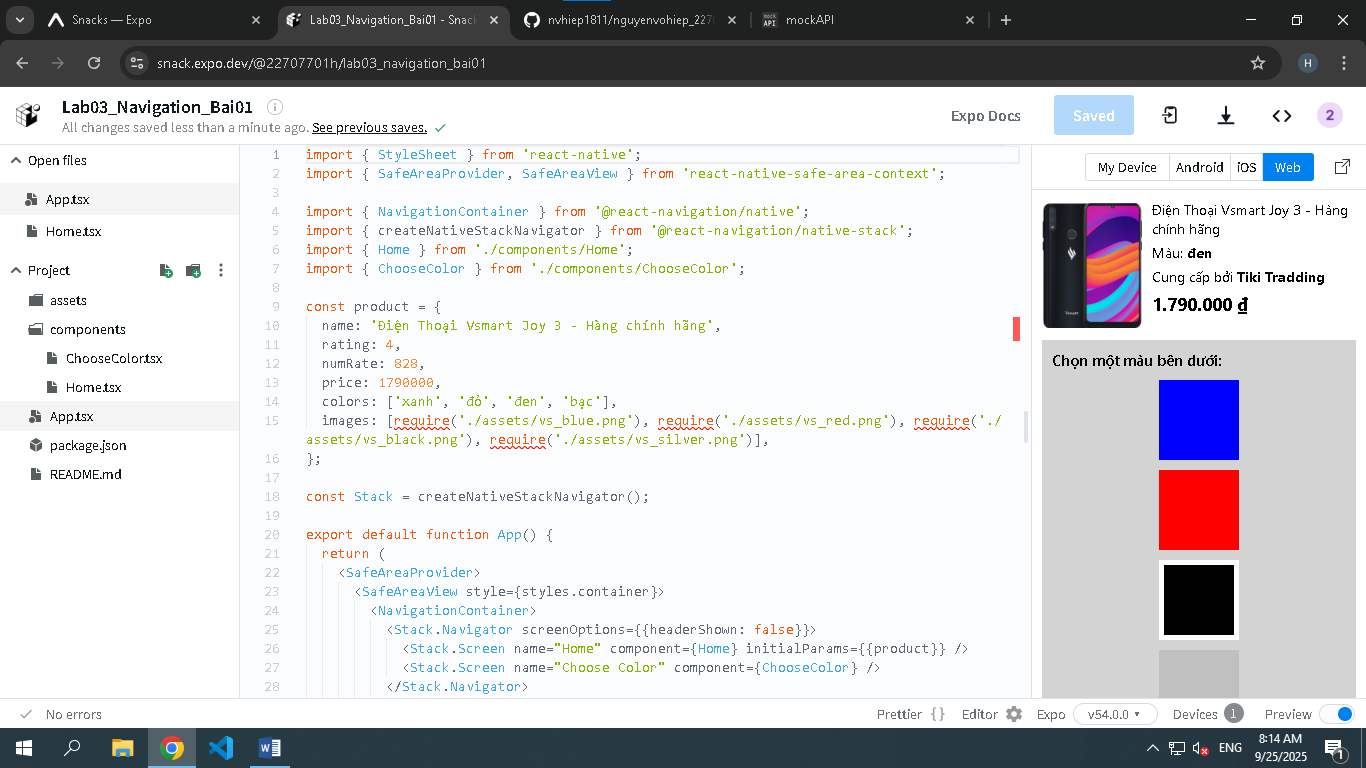 Snacks — Expo
Lab03_Navigation_Bai01 - Snac
nvhiep1811/nguyenvohiep_2270
mockAPI
snack.expo.dev/@22707701h/lab03_navigation_bai01
H
Lab03_Navigation_Bai01
All changes saved less than a minute ago. See previous saves.
Expo Docs
Saved
2
Open files
App.tsx
Home.tsx
Project
assets
components
ChooseColor.tsx
Home.tsx
App.tsx
package.json
README.md
1 import { StyleSheet } from 'react-native';
2 import { SafeAreaProvider, SafeAreaView } from 'react-native-safe-area-context';
3
4 import { NavigationContainer } from '@react-navigation/native';
5 import { createNativeStackNavigator } from '@react-navigation/native-stack';
6 import { Home } from './components/Home';
7 import { ChooseColor } from './components/ChooseColor';
8
9 const product = {
10 name: 'Điện Thoại Vsmart Joy 3 - Hàng chính hãng',
11 rating: 4,
12 numRate: 828,
13 price: 1790000,
14 colors: ['xanh', 'đỏ', 'đen', 'bạc'],
15 images: [require('./assets/vs_blue.png'), require('./assets/vs_red.png'), require('./
assets/vs_black.png'), require('./assets/vs_silver.png')],
16 };
17
18 const Stack = createNativeStackNavigator();
19
20 export default function App() {
21 return (
22 <SafeAreaProvider>
23 <SafeAreaView style={styles.container}>
24 <NavigationContainer>
25 <Stack.Navigator screenOptions={{headerShown: false}}>
26 <Stack.Screen name="Home" component={Home} initialParams={{product}} />
27 <Stack.Screen name="Choose Color" component={ChooseColor} />
28 </Stack.Navigator>
My Device
Android
iOS
Web
Điện Thoại Vsmart Joy 3 - Hàng
chính hãng
Màu: đen
Cung cấp bởi Tiki Tradding
1.790.000 ₫
Chọn một màu bên dưới:
No errors
Prettier {}
Editor
Expo
v54.0.0
Devices 1
Preview
ENG
8:14 AM
9/25/2025
1